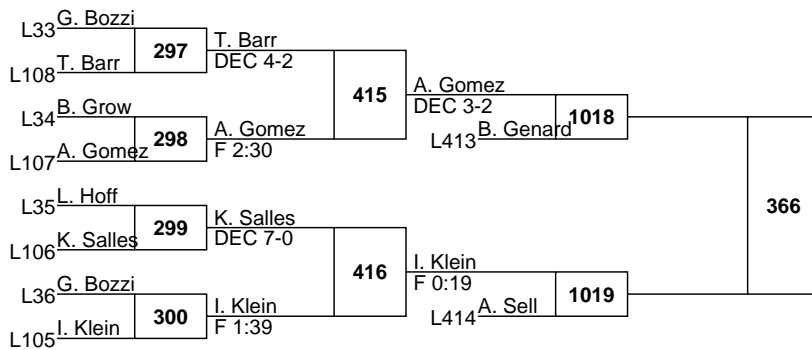 G. Bozzi
L33
297
T. Barr
L108
T. Barr
DEC 4-2
415
B. Grow
L34
298
A. Gomez
L107
A. Gomez
F 2:30
A. Gomez
DEC 3-2
1018
L413
B. Genard
366
L. Hoff
L35
299
K. Salles
L106
K. Salles
DEC 7-0
416
G. Bozzi
L36
300
I. Klein
L105
I. Klein
F 1:39
I. Klein
F 0:19
1019
A. Sell
L414